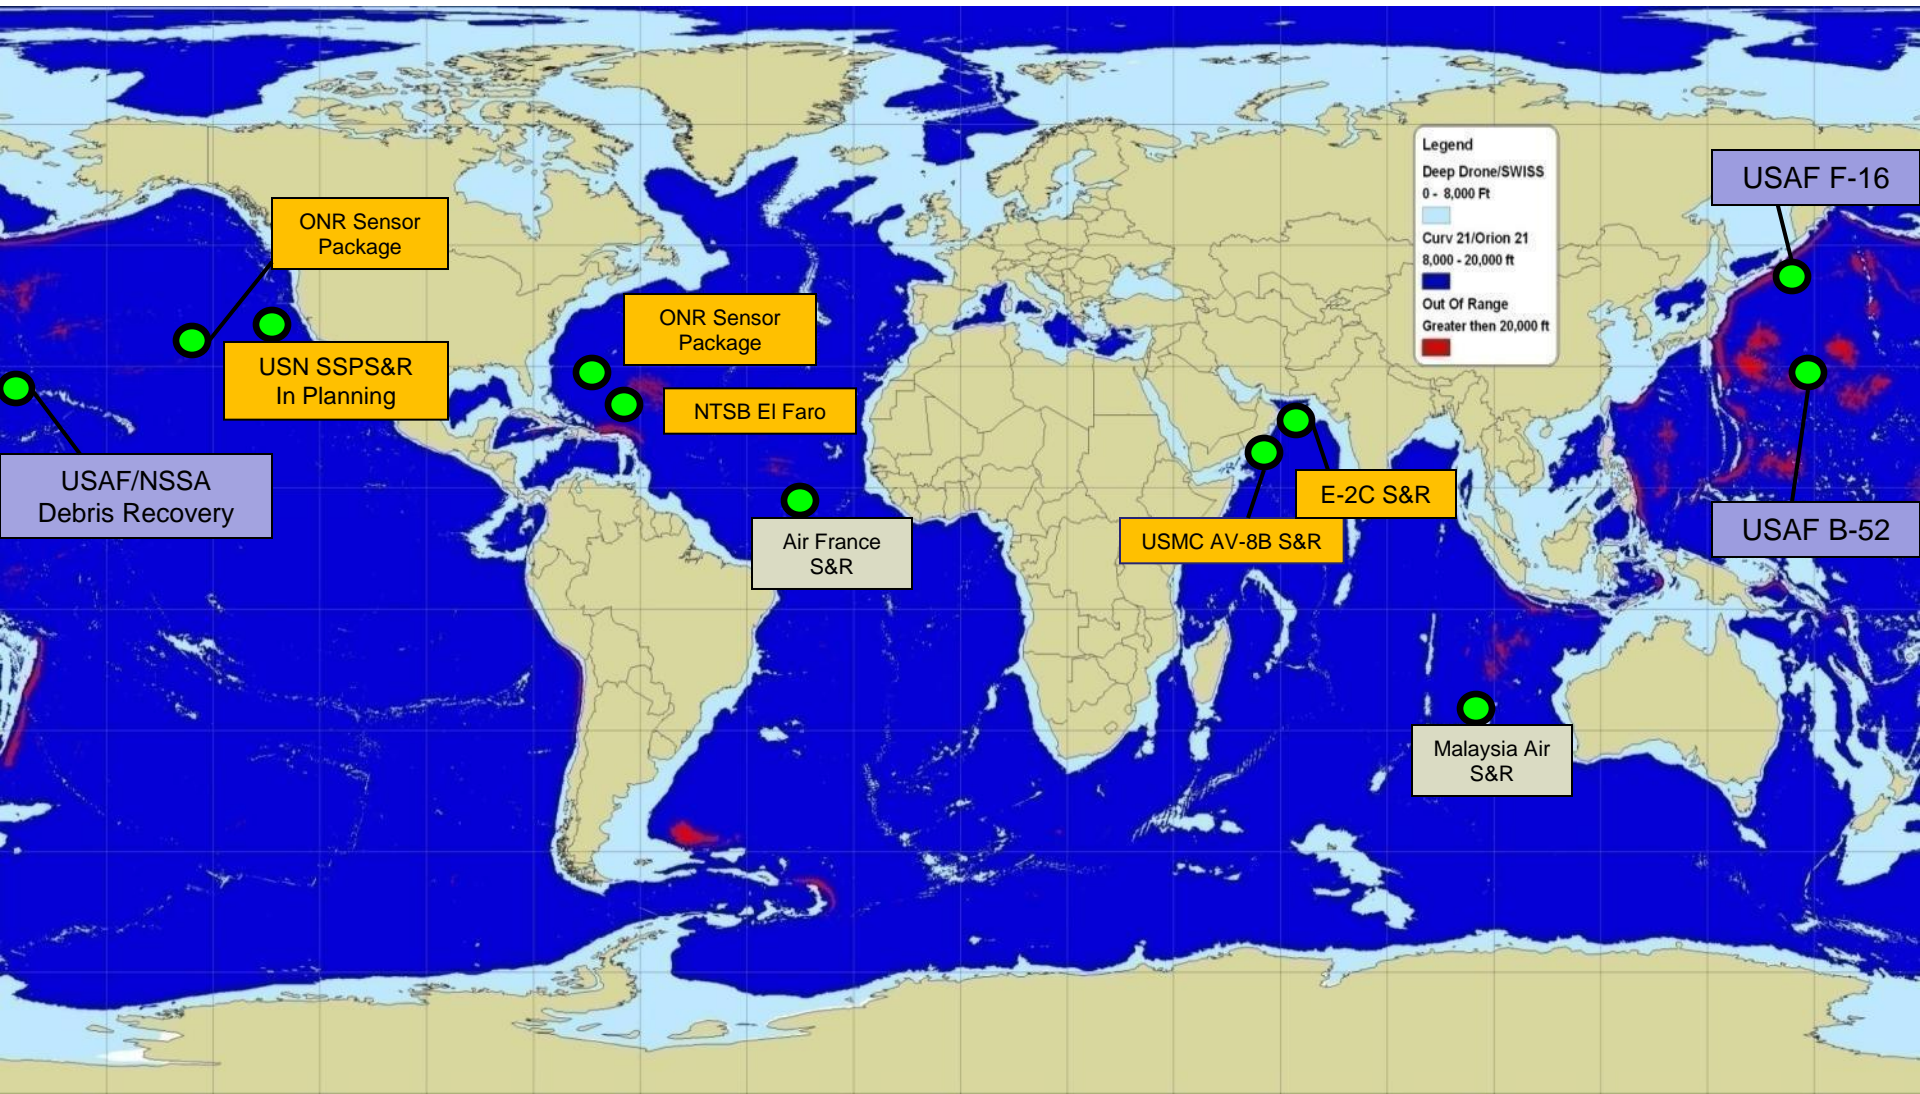 Legend
Deep Drone/SWISS
0 - 8,000 Ft
Curv 21/Orion 21
8,000 - 20,000 ft
Out Of Range
Greater then 20,000 ft
USAF F-16
ONR Sensor
Package
ONR Sensor
Package
USN SSPS&R
In Planning
NTSB El Faro
USAF/NSSA
Debris Recovery
E-2C S&R
USMC AV-8B S&R
Air France
S&R
USAF B-52
Malaysia Air
S&R